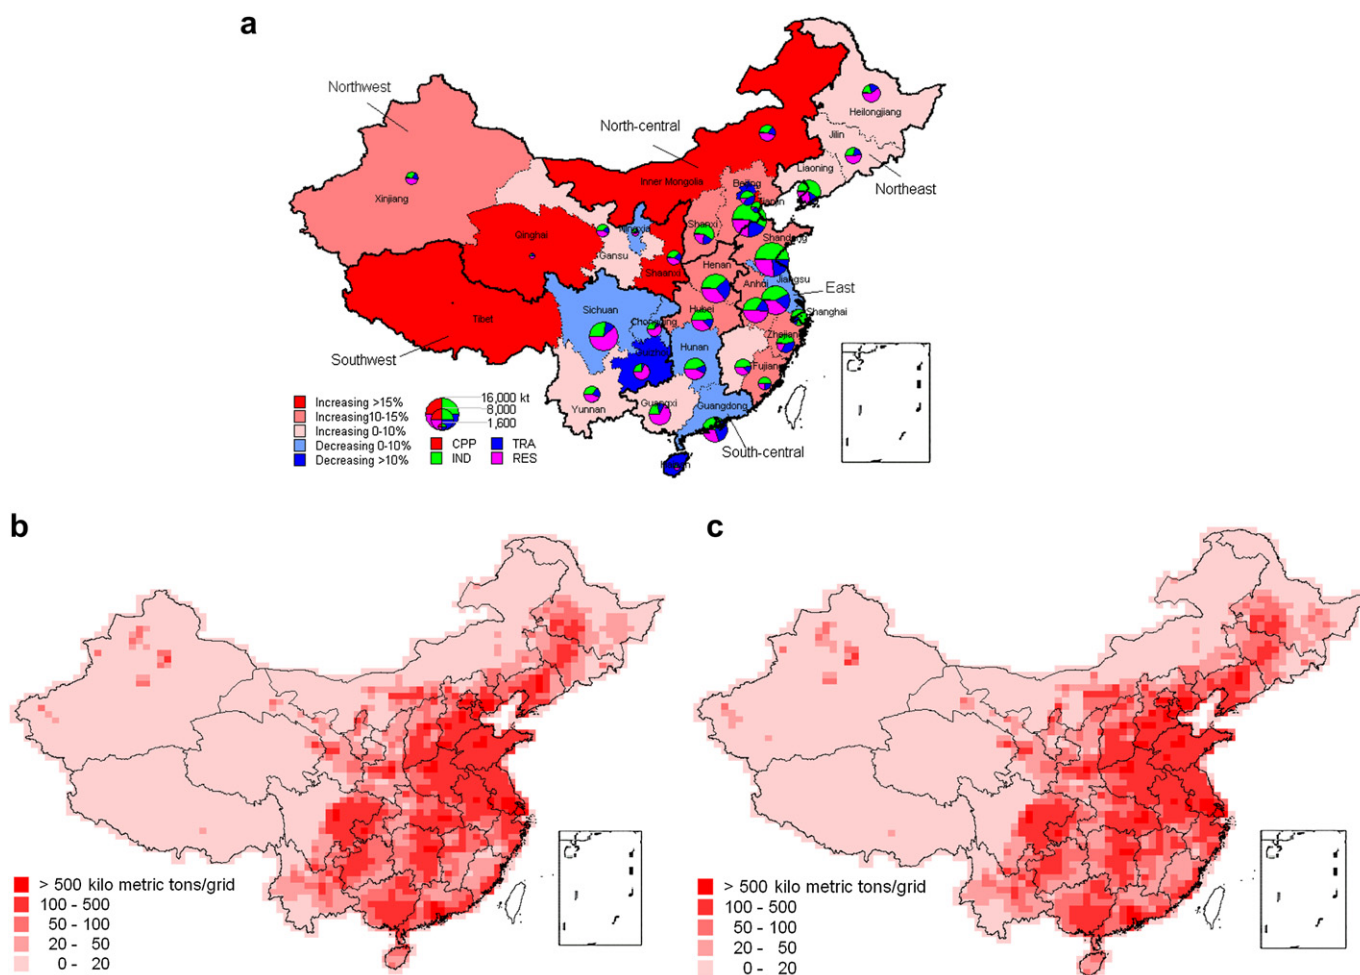 a
Northwest
North-central
Heilongjiang
Jilin
Liaoning
Northeast
Inner Mongolia
Beijing
Tianjin
Xinjiang
Shanxi
Qinghai
Ningxia
Shandong
Gansu
Henan
Shaanxi
Anhui
Jiangsu
East
Sichuan
Hubei
Shanghai
Tibet
Chongqing
Zhejiang
Hunan
Southwest
Fujiang
Yunnan
Guangxi
Guangdong
South-central
Increasing >15%
Increasing10-15%
Increasing 0-10%
Decreasing 0-10%
Decreasing >10%
16,000 kt
8,000
1,600
CPP
TRA
IND
RES
b
> 500 kilo metric tons/grid
100 - 500
50 - 100
20 - 50
0 - 20
c
> 500 kilo metric tons/grid
100 - 500
50 - 100
20 - 50
0 - 20